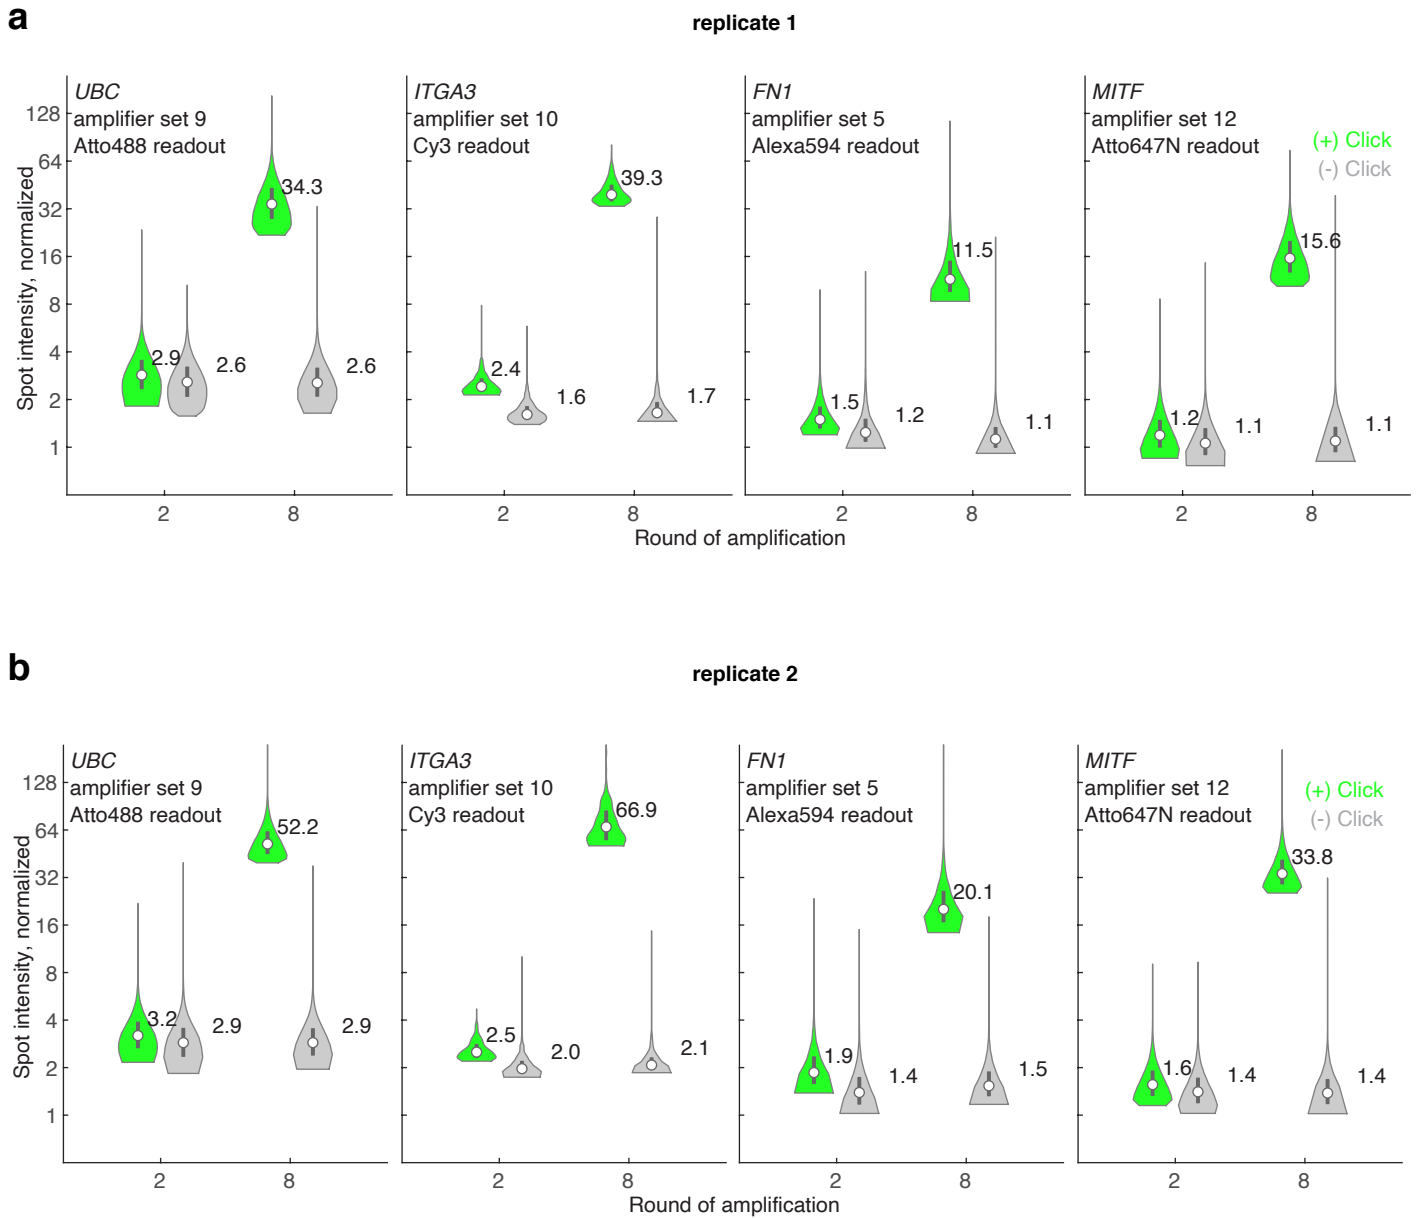 a
replicate 1
UBC
amplifier set 9
Atto488 readout
ITGA3
amplifier set 10
Cy3 readout
FN1
amplifier set 5
Alexa594 readout
MITF
amplifier set 12
Atto647N readout
(+) Click
(-) Click
Spot intensity, normalized
128
64
32
16
8
4
2
1
2.9
2.6
34.3
2.6
2.4
1.6
39.3
1.7
1.5
1.2
11.5
1.1
1.2
1.1
15.6
1.1
2 8 2 8 2 8 2 8
Round of amplification
b
replicate 2
UBC
amplifier set 9
Atto488 readout
ITGA3
amplifier set 10
Cy3 readout
FN1
amplifier set 5
Alexa594 readout
MITF
amplifier set 12
Atto647N readout
(+) Click
(-) Click
Spot intensity, normalized
128
64
32
16
8
4
2
1
3.2
2.9
52.2
2.9
2.5
2.0
66.9
2.1
1.9
1.4
20.1
1.5
1.6
1.4
33.8
1.4
2 8 2 8 2 8 2 8
Round of amplification